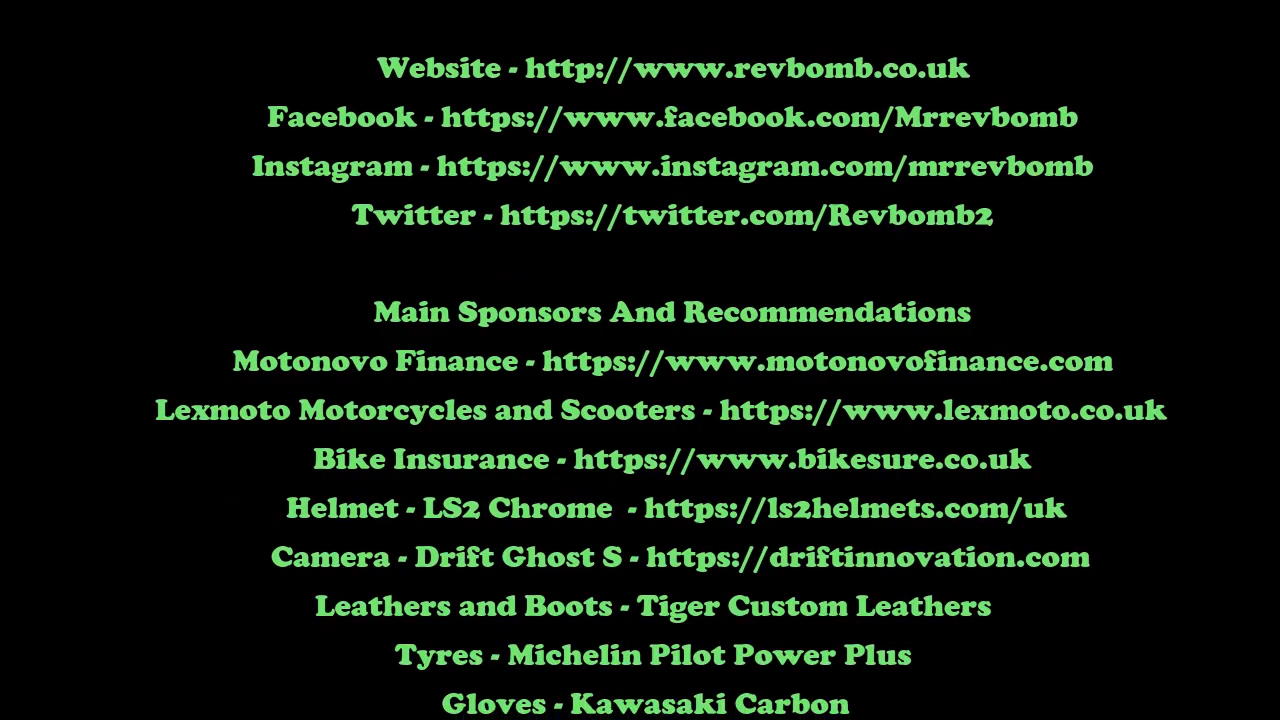 Website - http://www.revbomb.co.uk
Facebook - https://www.facebook.com/Mrrevbomb
Instagram - https://www.instagram.com/mrrevbomb
Twitter - https://twitter.com/Revbomb2
Main Sponsors And Recommendations
Motonovo Finance - https://www.motonovofinance.com
Lexmoto Motorcycles and Scooters - https://www.lexmoto.co.uk
Bike Insurance - https://www.bikesure.co.uk
Helmet - LS2 Chrome  - https://ls2helmets.com/uk
Camera - Drift Ghost S - https://driftinnovation.com
Leathers and Boots - Tiger Custom Leathers
Tyres - Michelin Pilot Power Plus
Gloves - Kawasaki Carbon